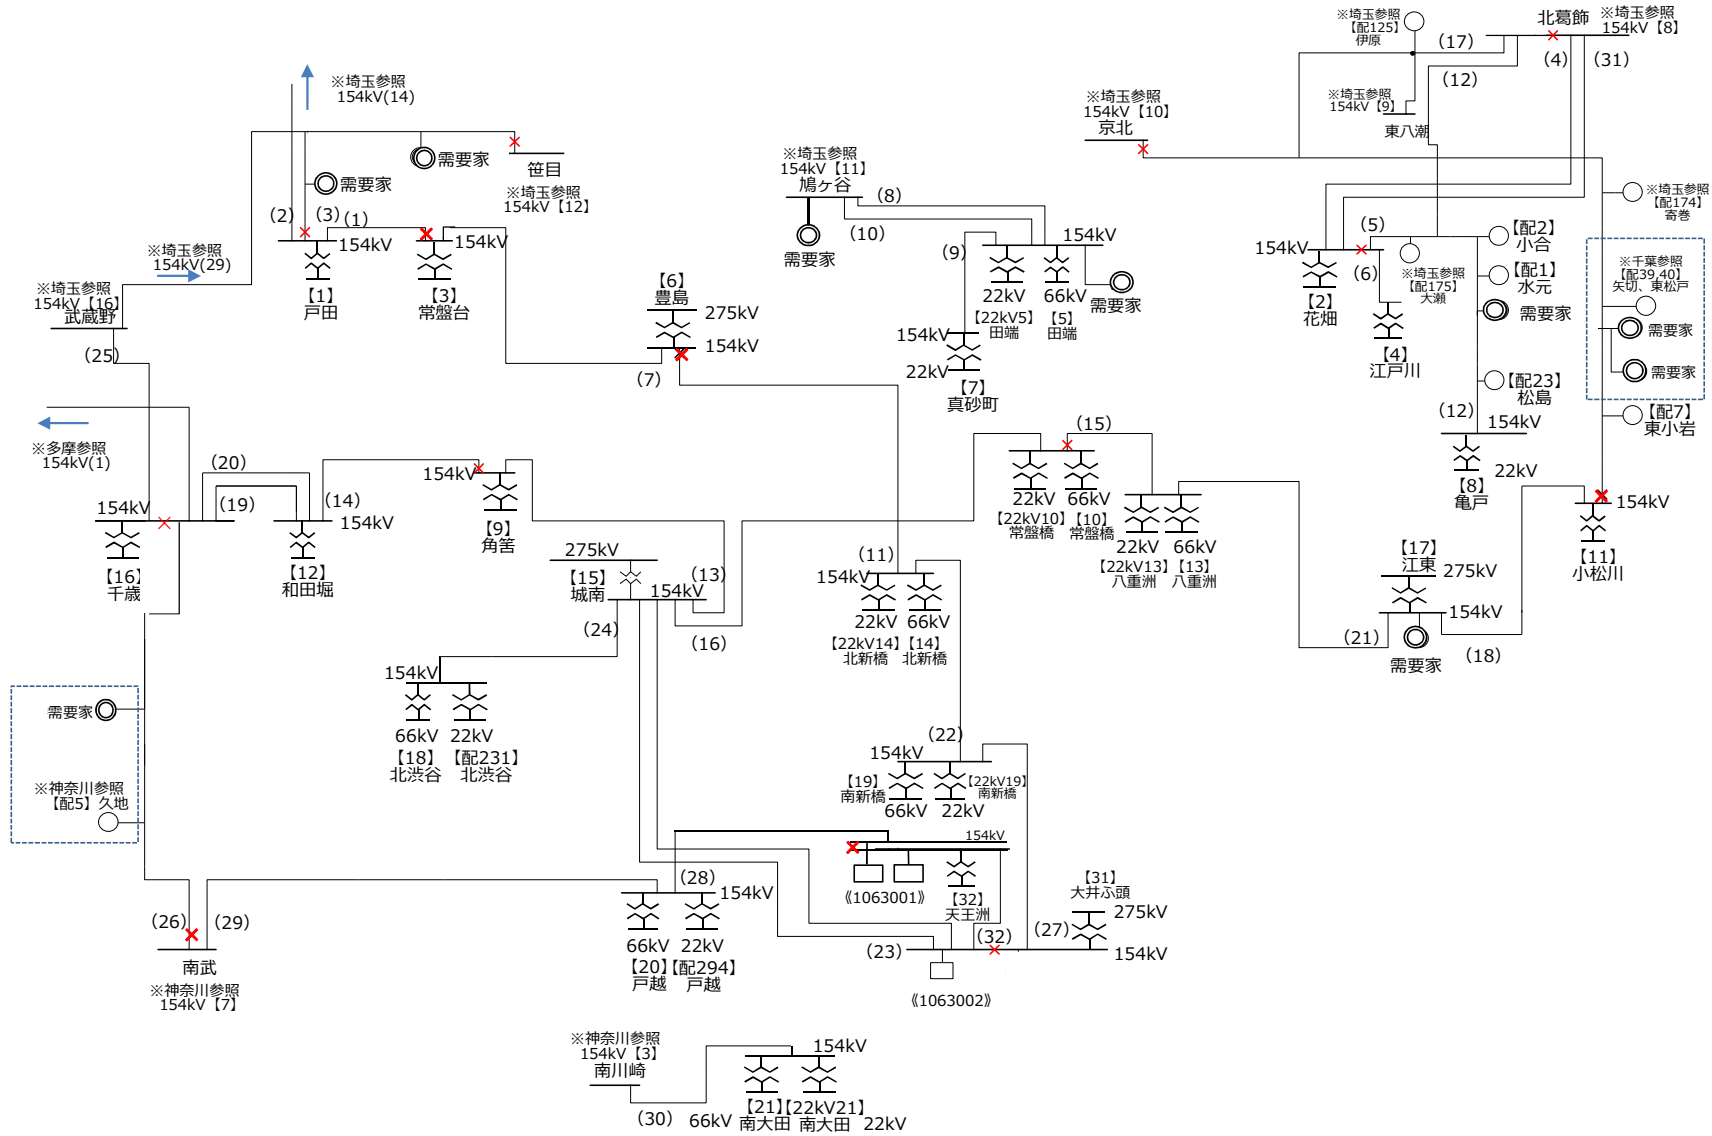 ※埼玉参照
154kV(14)
需要家
需要家
笹目
※埼玉参照
154kV【12】
(2)
(3)
(1)
154kV
【1】
戸田
154kV
【3】
常盤台
※埼玉参照
154kV(29)
※埼玉参照
154kV【16】
武蔵野
(25)
※多摩参照
154kV(1)
【6】
豊島
275kV
154kV
(7)
※埼玉参照
154kV【11】
鳩ヶ谷
需要家
(8)
(10)
(9)
154kV
22kV
66kV
【22kV5】
田端
【5】
田端
需要家
154kV
22kV
【7】
真砂町
※埼玉参照
【配125】
伊原
北葛飾
※埼玉参照
154kV【8】
(17)
(4)
(31)
(12)
※埼玉参照
154kV【9】
東八潮
※埼玉参照
154kV【10】
京北
※埼玉参照
【配174】
寄巻
154kV
【2】
花畑
(5)
(6)
※埼玉参照
【配175】
大瀬
【4】
江戸川
【配2】
小合
【配1】
水元
需要家
【配23】
松島
(12)
154kV
22kV
【8】
亀戸
※千葉参照
【配39,40】
矢切、東松戸
需要家
需要家
【配7】
東小岩
154kV
【11】
小松川
(20)
(19)
154kV
【16】
千歳
(14)
154kV
【12】
和田堀
154kV
【9】
角筈
275kV
【15】
城南
154kV
(13)
(24)
(16)
(15)
22kV
66kV
【22kV10】
常盤橋
【10】
常盤橋
22kV
66kV
【22kV13】
八重洲
【13】
八重洲
(11)
154kV
22kV
66kV
【22kV14】
北新橋
【14】
北新橋
【17】
江東
275kV
154kV
(21)
需要家
(18)
154kV
66kV
22kV
【18】
北渋谷
【配231】
北渋谷
需要家
※神奈川参照
【配5】久地
(22)
154kV
【19】
南新橋
【22kV19】
南新橋
66kV
22kV
154kV
《1063001》
【32】
天王洲
(28)
154kV
66kV
22kV
【20】
戸越
【配294】
戸越
【31】
大井ふ頭
275kV
154kV
(23)
(32)
(27)
《1063002》
(26)
(29)
南武
※神奈川参照
154kV【7】
※神奈川参照
154kV【3】
南川崎
(30)
154kV
66kV
【21】
南大田
【22kV21】
南大田
22kV